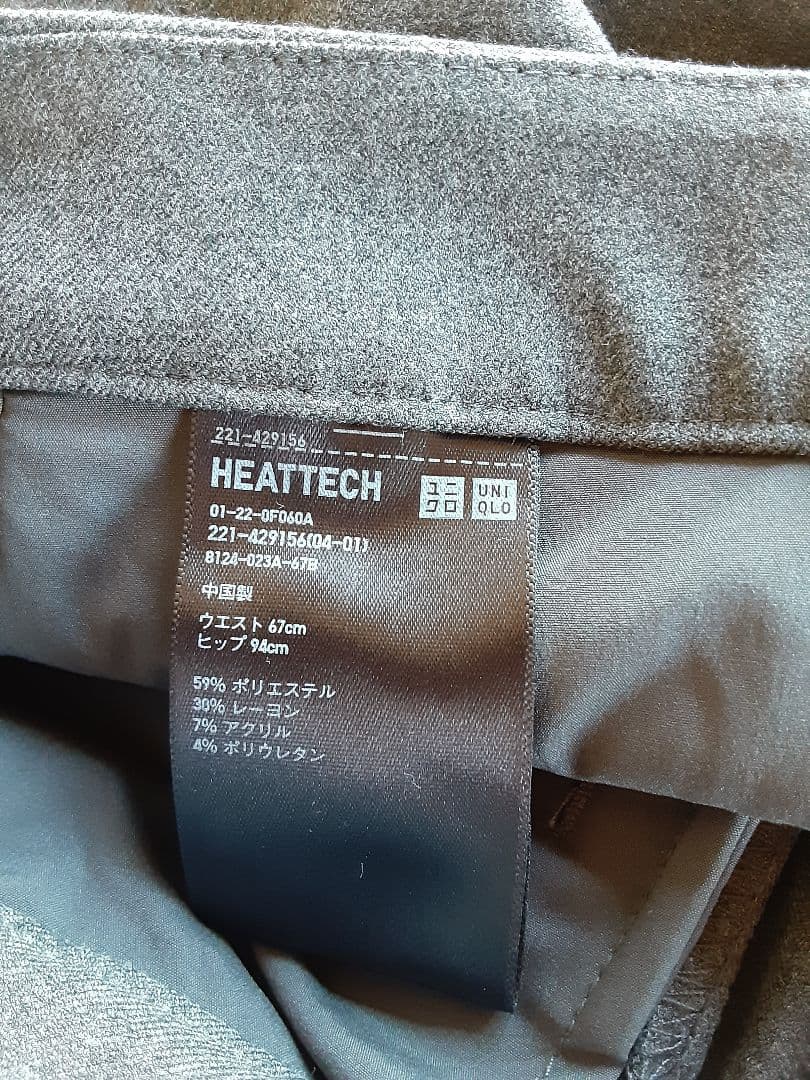 221-429156
HEATTECH
ユニ
クロ
UNI
QLO
01-22-0F060A
221-429156(04-01)
8124-023A-67B
中国製
ウエスト 67cm
ヒップ 94cm
59% ポリエステル
30% レーヨン
7% アクリル
4% ポリウレタン